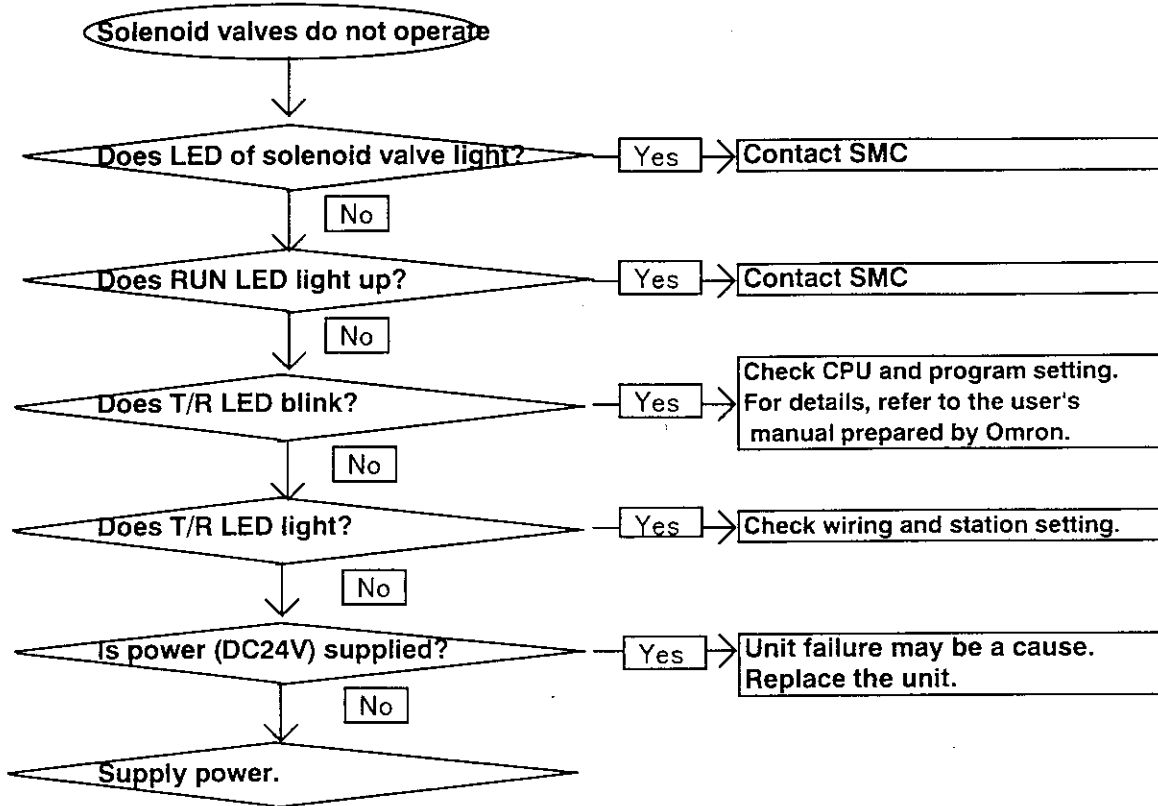 Solenoid valves do not operate
Does LED of solenoid valve light?
Yes
Contact SMC
No
Does RUN LED light up?
Yes
Contact SMC
No
Does T/R LED blink?
Yes
Check CPU and program setting.
For details, refer to the user's
manual prepared by Omron.
No
Does T/R LED light?
Yes
Check wiring and station setting.
No
Is power (DC24V) supplied?
Yes
Unit failure may be a cause.
Replace the unit.
No
Supply power.